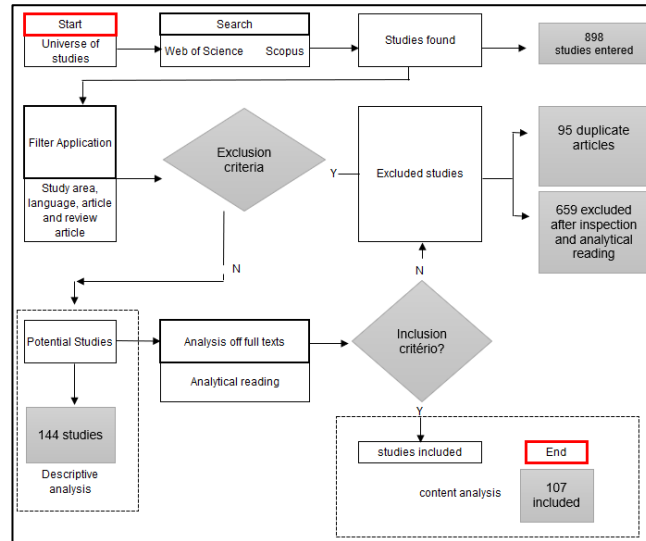 Start
Universe of
studies
Search
Web of Science Scopus
Studies found
898
studies entered
Filter Application
Study area,
language, article
and review
article
Exclusion
criteria
Y
Excluded studies
95 duplicate
articles
659 excluded
after inspection
and analytical
reading
N
N
Potential Studies
Analysis off full texts
Analytical reading
Inclusion
critério?
144 studies
Descriptive
analysis
Y
studies included
End
content analysis
107
included